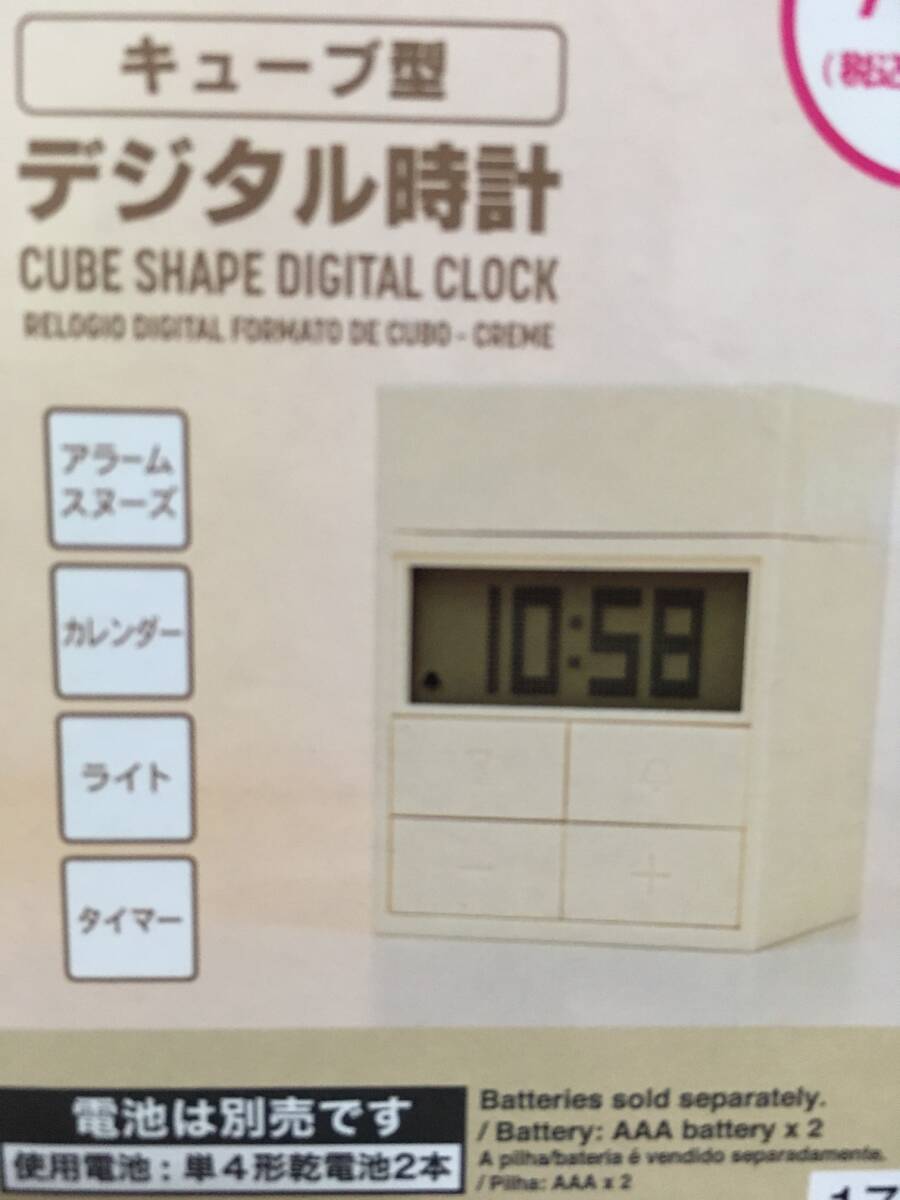 (税込
キューブ型
デジタル時計
CUBE SHAPE DIGITAL CLOCK
RELOGIO DIGITAL FORMATO DE CUBO - CREME
アラーム
スヌーズ
カレンダー
ライト
タイマー
10:58
電池は別売です
使用電池:単4形乾電池2本
Batteries sold separately.
/ Battery: AAA battery x 2
A pilha/bateria é vendido separadamente.
/ Pilha: AAA x 2